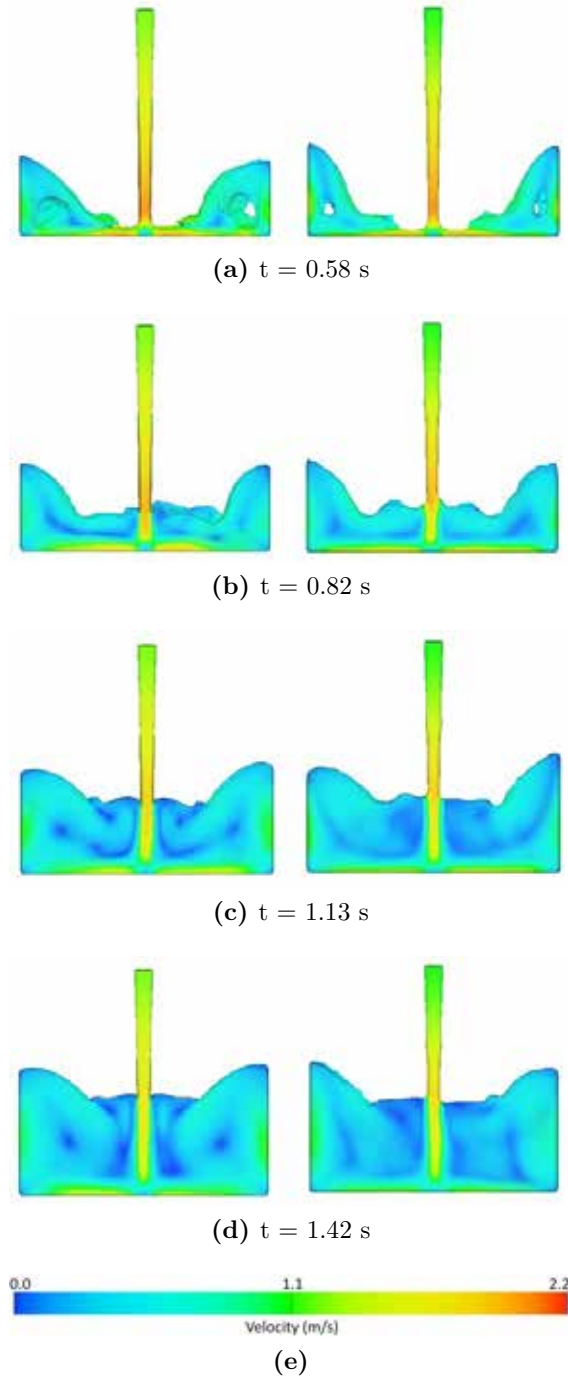 (a) t = 0.58 s
(b) t = 0.82 s
(c) t = 1.13 s
(d) t = 1.42 s
0.0 1.1 2.2
Velocity (m/s)
(e)